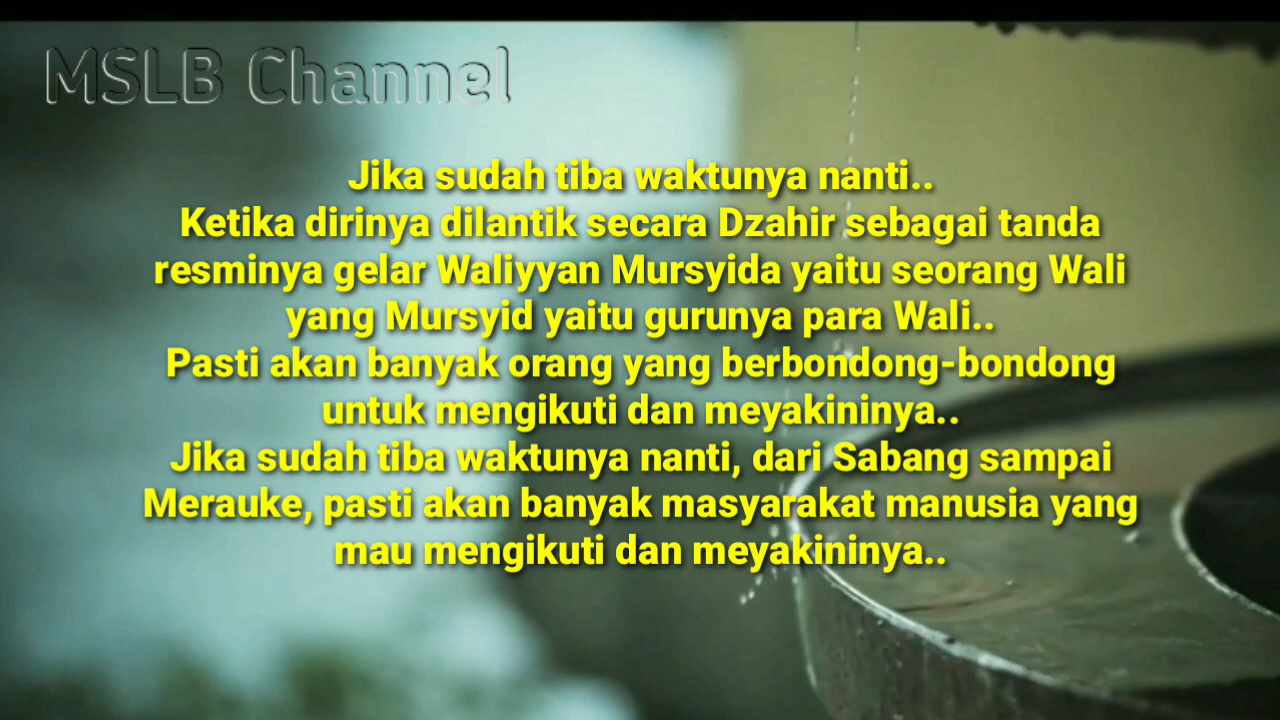 MSLB Channel
Jika sudah tiba waktunya nanti..
Ketika dirinya dilantik secara Dzahir sebagai tanda
resminya gelar Waliyyan Mursyida yaitu seorang Wali
yang Mursyid yaitu gurunya para Wali..
Pasti akan banyak orang yang berbondong-bondong
untuk mengikuti dan meyakininya..
Jika sudah tiba waktunya nanti, dari Sabang sampai
Merauke, pasti akan banyak masyarakat manusia yang
mau mengikuti dan meyakininya..